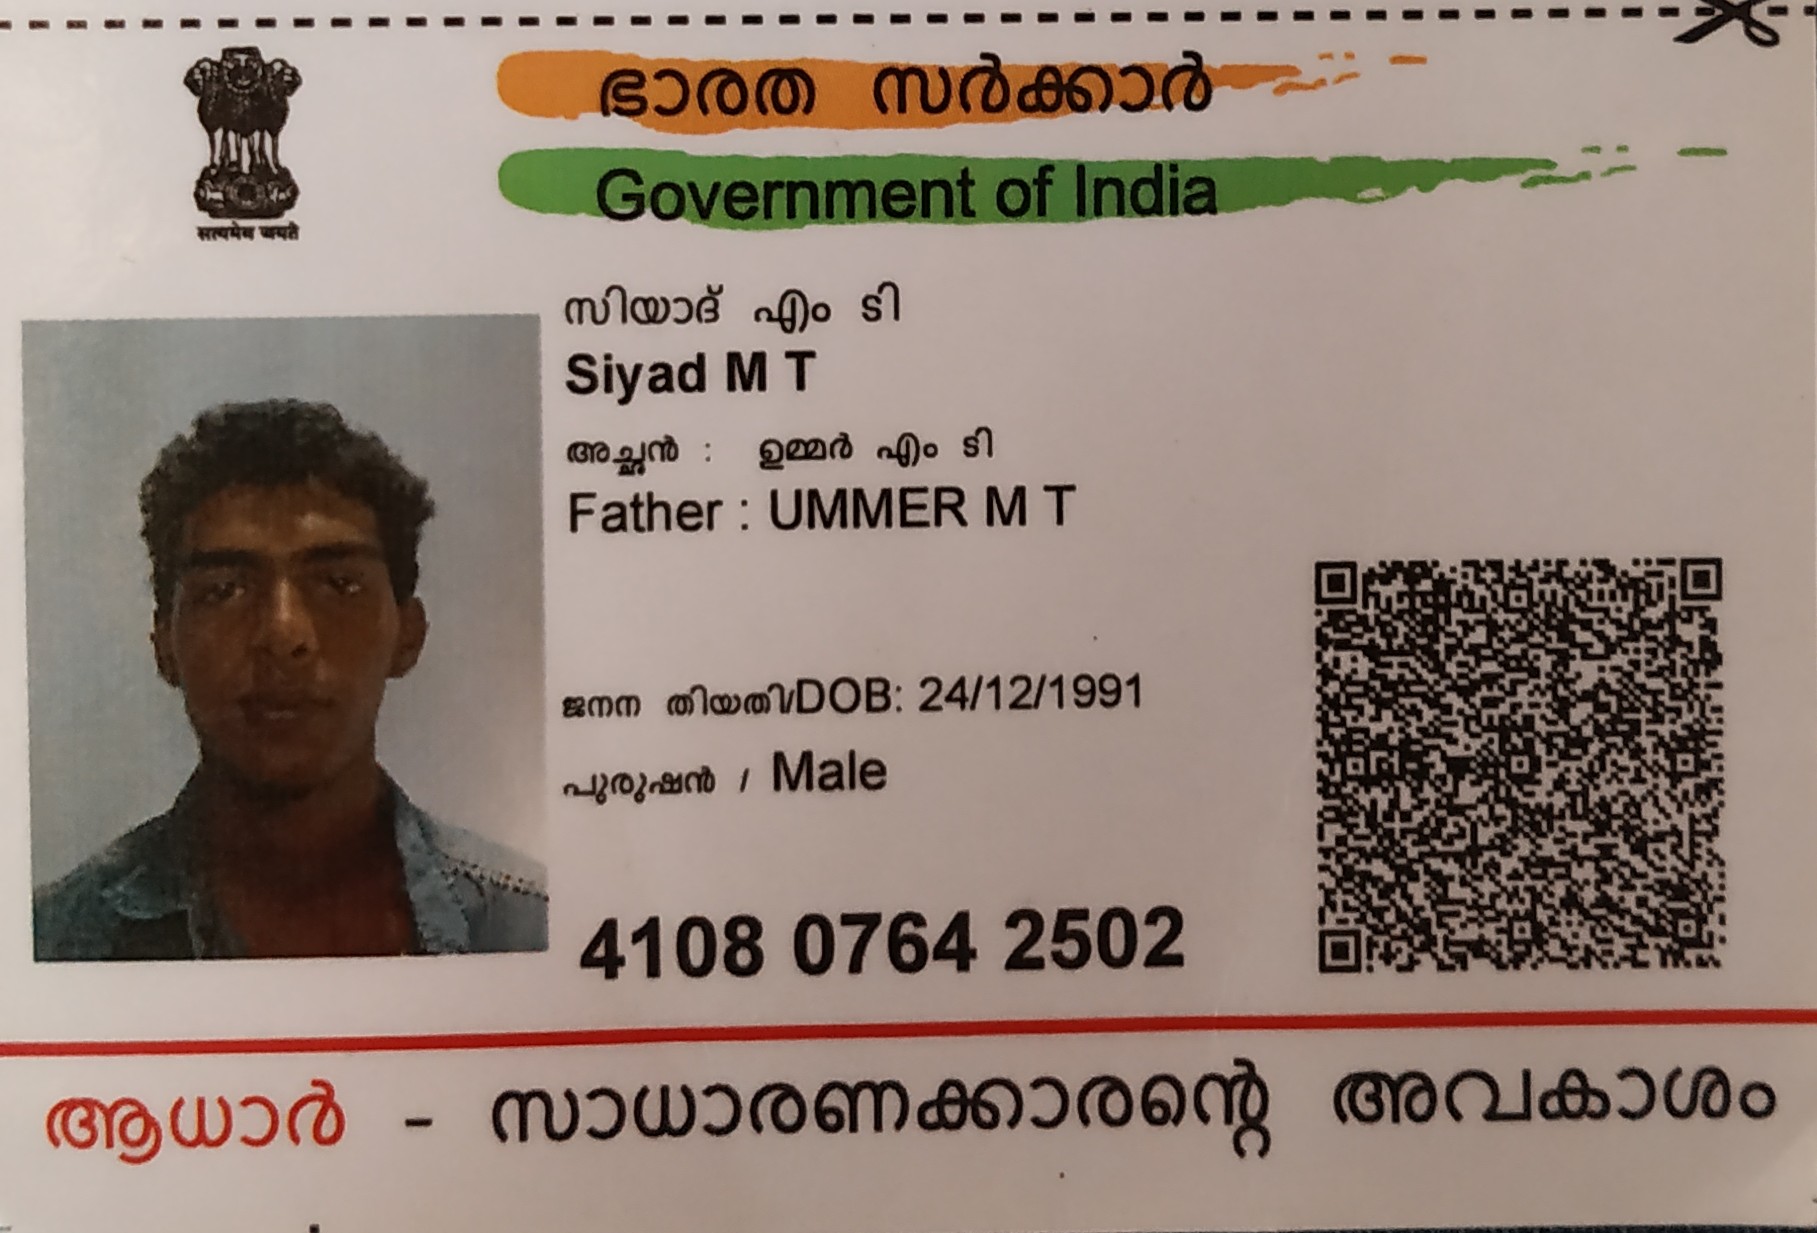 ഭാരത സർക്കാർ
Government of India
सत्यमेव जयते
സിയാദ് എം ടി
Siyad M T
അച്ഛൻ : ഉമ്മർ എം ടി
Father : UMMER M T
ജനന തിയതി/DOB: 24/12/1991
പുരുഷൻ / Male
4108 0764 2502
ആധാർ - സാധാരണക്കാരന്റെ അവകാശം